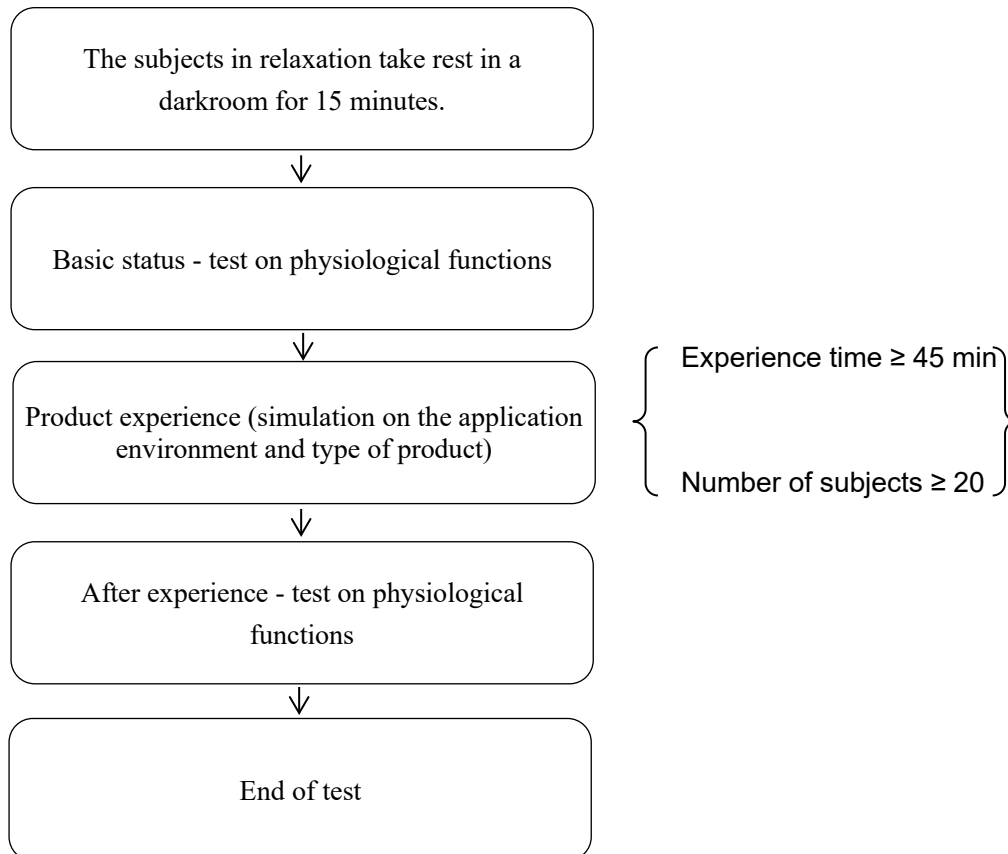 The subjects in relaxation take rest in a
darkroom for 15 minutes.
Basic status - test on physiological functions
Product experience (simulation on the application
environment and type of product)
Experience time ≥ 45 min
Number of subjects ≥ 20
After experience - test on physiological
functions
End of test